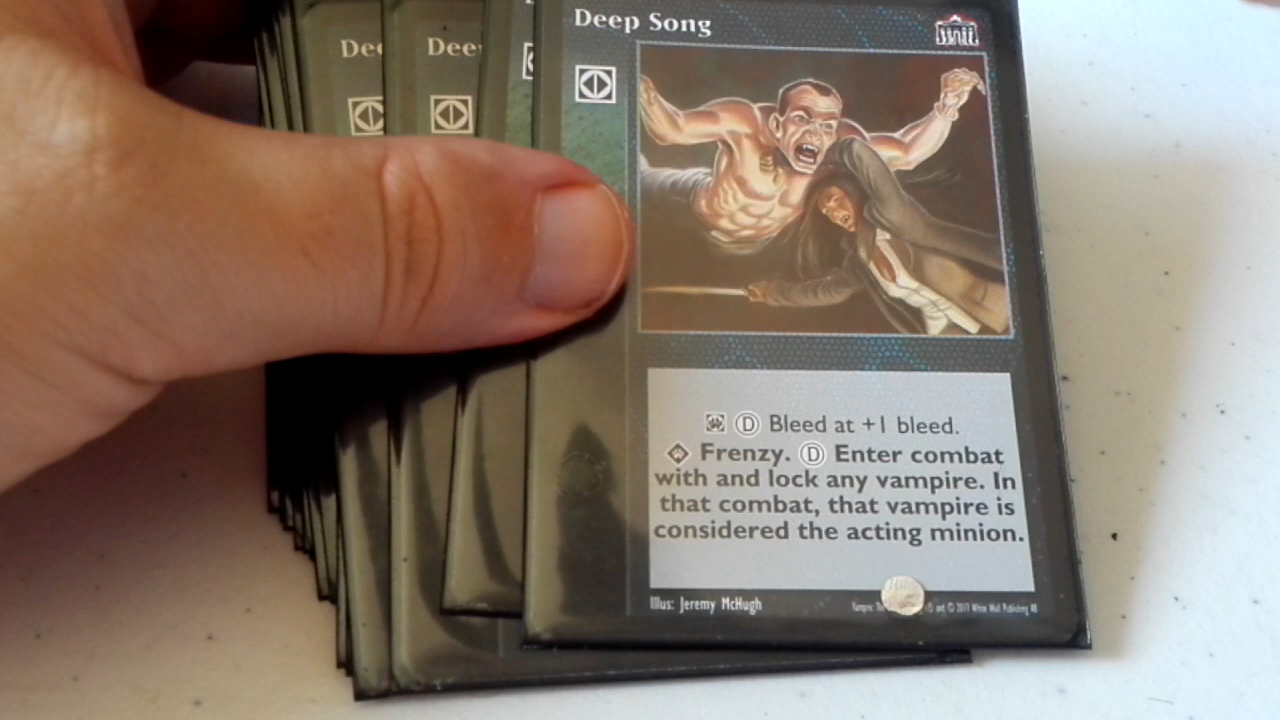 Deep Song
Dee
Dee
D Bleed at +1 bleed.
Frenzy. D Enter combat
with and lock any vampire. In
that combat, that vampire is
considered the acting minion.
Illus: Jeremy McHugh